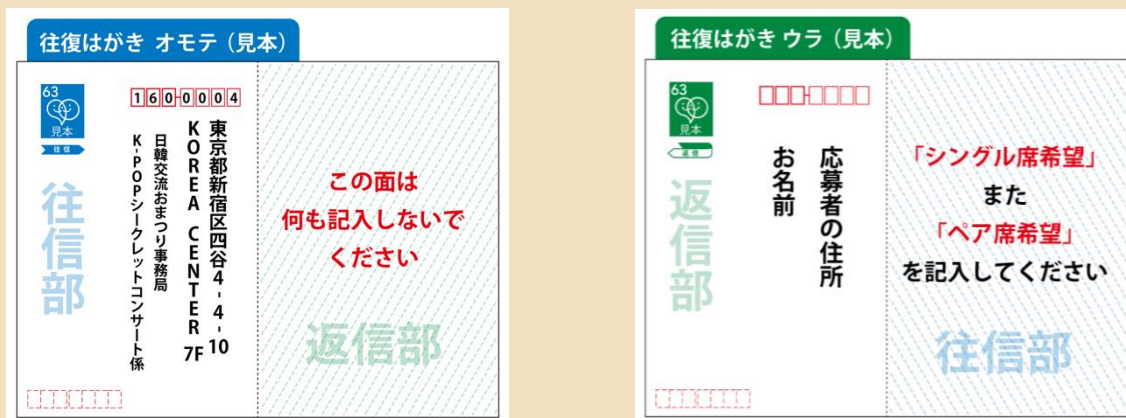 往復はがき オモテ（見本）
63
見本
往信
往信部
160-0004
東京都新宿区四谷4-4-10
KOREA CENTER 7F
日韓交流おまつり事務局
K-POPシークレットコンサート係
この面は
何も記入しないで
ください
返信部
往復はがき ウラ（見本）
63
見本
返信
返信部
応募者の住所
お名前
「シングル席希望」
また
「ペア席希望」
を記入してください
往信部